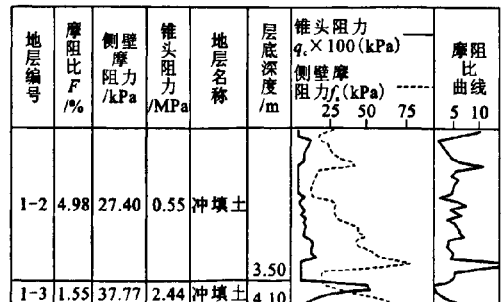 地层编号
摩阻比F/%
侧壁摩阻力/kPa
锥头阻力/MPa
地层名称
层底深度/m
锥头阻力
qc×100(kPa)
侧壁摩
阻力fs(kPa)
25 50 75
摩阻
比
曲线
5 10
1-2 4.98 27.40 0.55 冲填土
3.50
1-3 1.55 37.77 2.44 冲填土 4.10